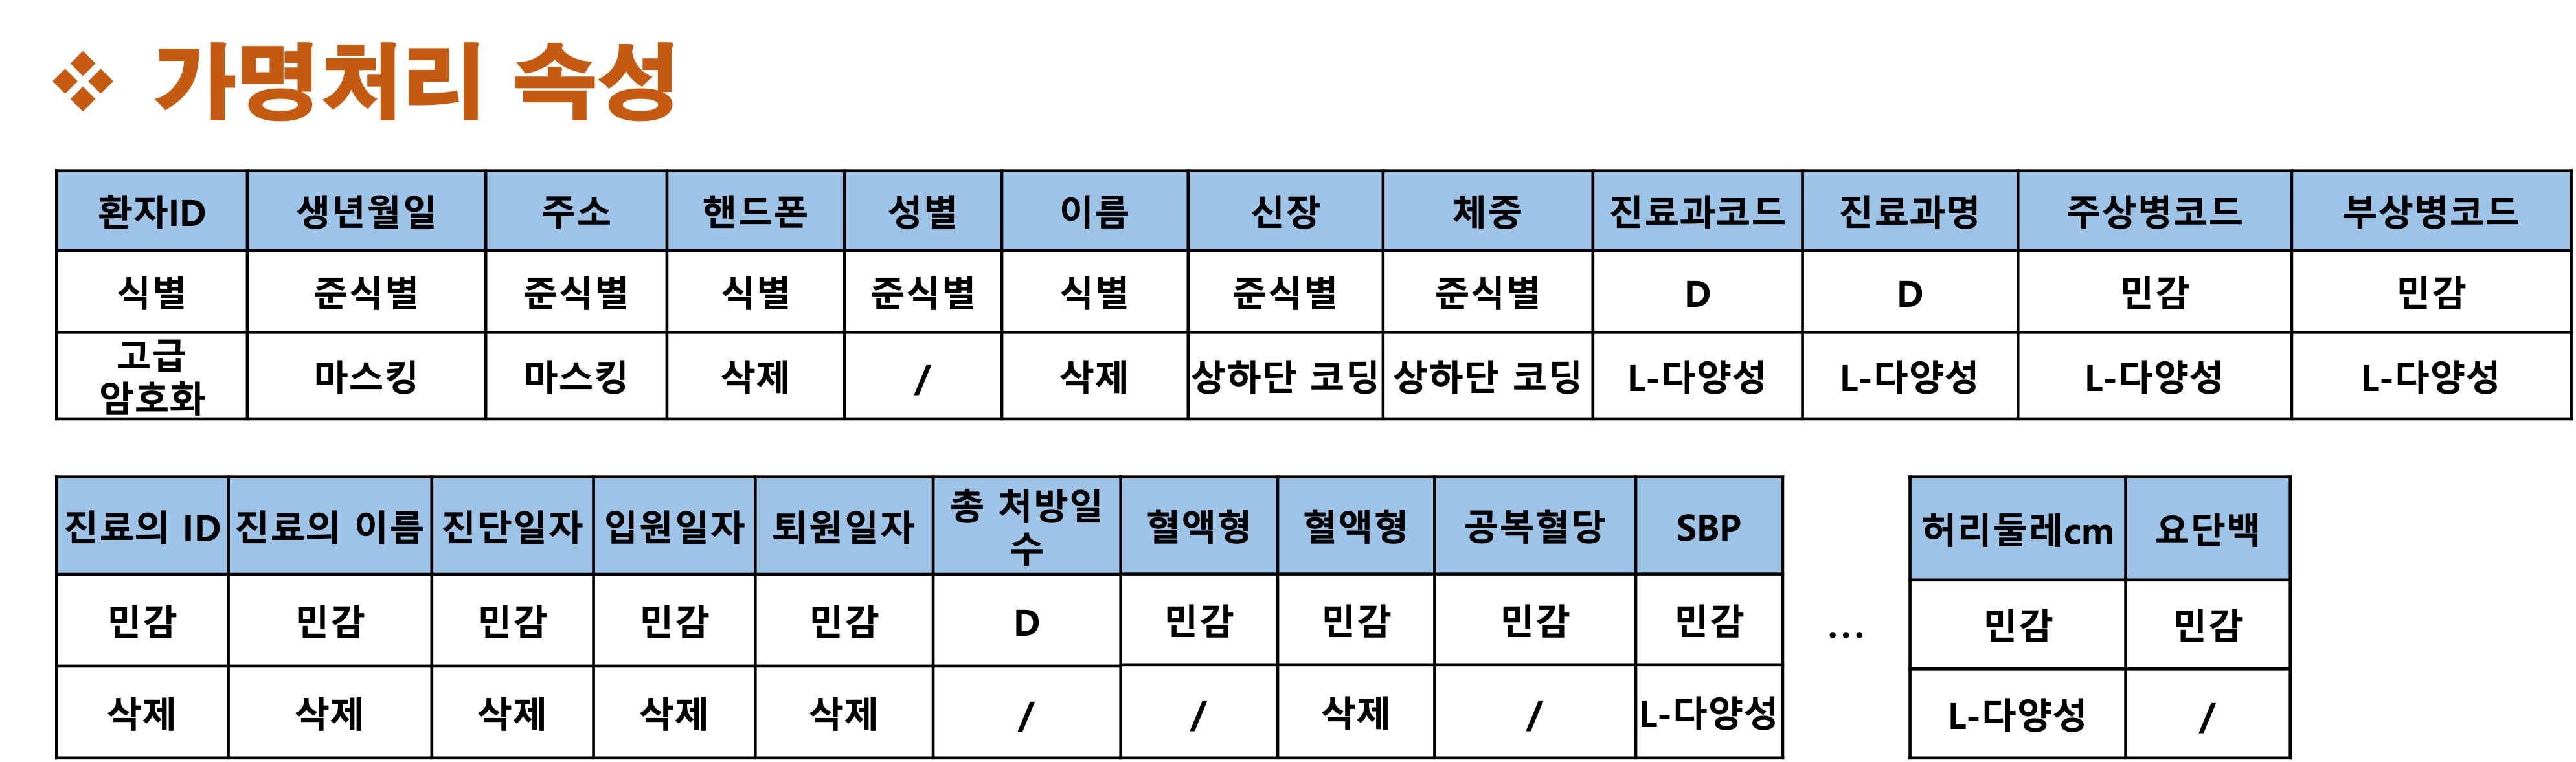 ❖ 가명처리 속성
환자ID 생년월일 주소 핸드폰 성별 이름 신장 체중 진료과코드 진료과명 주상병코드 부상병코드
식별 준식별 준식별 식별 준식별 식별 준식별 준식별 D D 민감 민감
고급
암호화 마스킹 마스킹 삭제 / 삭제 상하단 코딩 상하단 코딩 L-다양성 L-다양성 L-다양성 L-다양성
진료의 ID 진료의 이름 진단일자 입원일자 퇴원일자 총 처방일
수 혈액형 혈액형 공복혈당 SBP 허리둘레cm 요단백
민감 민감 민감 민감 민감 D 민감 민감 민감 민감 … 민감 민감
삭제 삭제 삭제 삭제 삭제 / / 삭제 / L-다양성 L-다양성 /